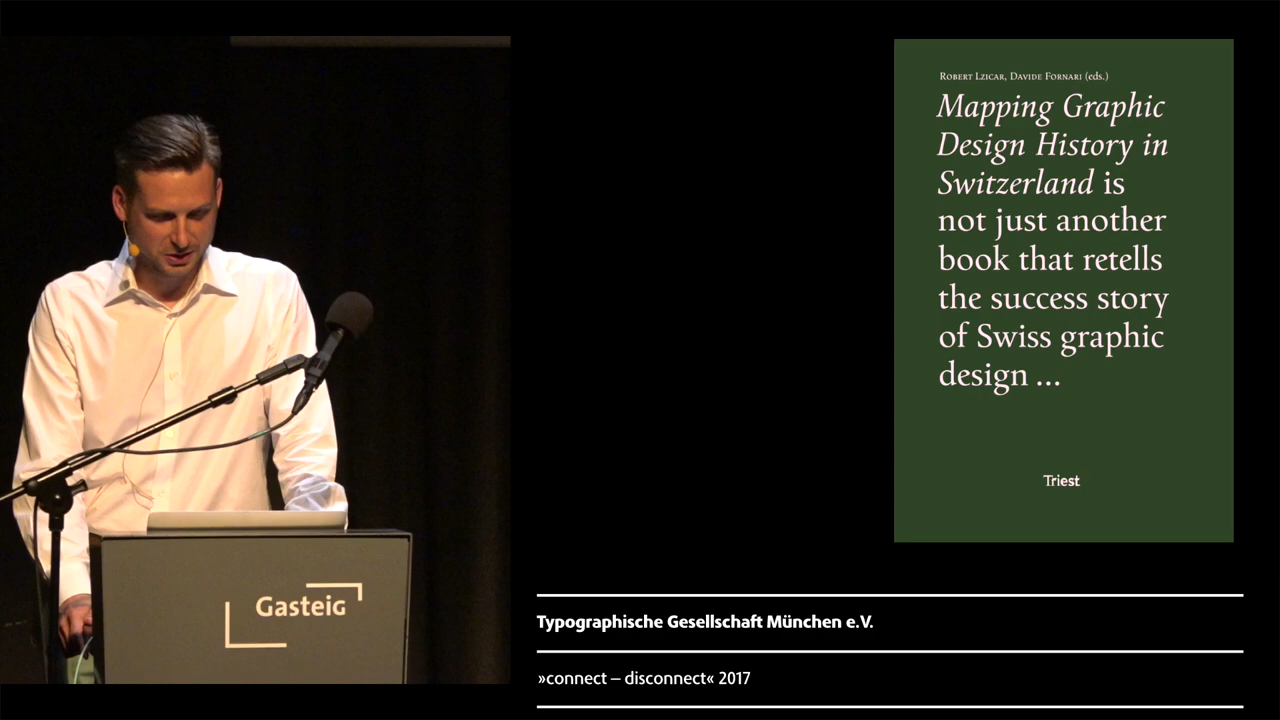 Gasteig
Robert Lzicar, Davide Fornari (eds.)
Mapping Graphic
Design History in
Switzerland is
not just another
book that retells
the success story
of Swiss graphic
design ...
Triest
Typographische Gesellschaft München e.V.
»connect – disconnect« 2017